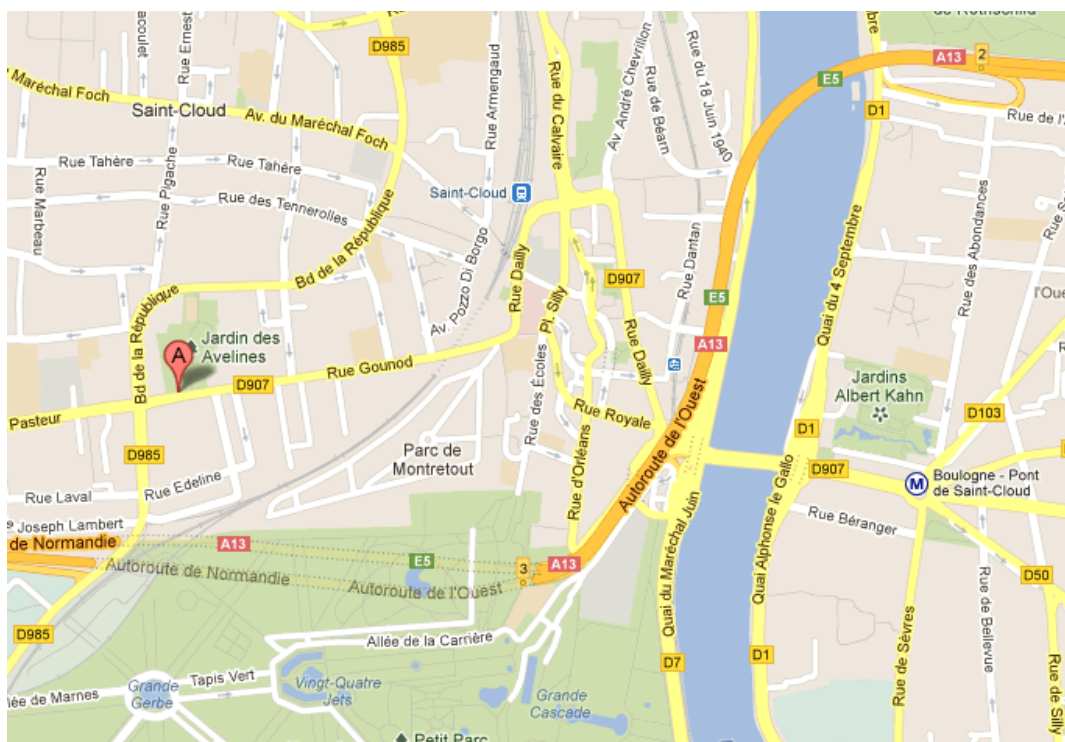 de Rothschild
D985
A13
2
E5
Maréchal Foch
Saint-Cloud
Av. du Maréchal Foch
Rue Ernest
Rue Armengaud
Rue du Calvaire
Av. André Chevrillon
Rue de Béarn
Rue du 18 Juin 1940
D1
Rue de l'
Rue Tahère
Rue Tahère
Rue Marbeau
Rue Pigache
Rue des Tennerolles
Saint-Cloud
Rue Dantan
Quai du 4 Septembre
Rue des Abondances
Bd de la République
Bd de la République
Av. Pozzo Di Borgo
Rue Dailly
D907
E5
A13
Pl. Silly
Rue Dailly
Jardin des
Avelines
A
D907
Rue Gounod
Rue des Écoles
Rue Royale
Jardins
Albert Kahn
D103
Pasteur
D985
Parc de
Montretout
Rue d'Orléans
Autoroute de l'Ouest
D1
D907
M
Boulogne - Pont
de Saint-Cloud
Rue Laval
Rue Edeline
Joseph Lambert
de Normandie
A13
E5
Autoroute de Normandie
Autoroute de l'Ouest
3
A13
Quai du Maréchal Juin
Quai Alphonse le Gallo
Rue Béranger
D50
Rue de Bellevue
Rue de Sèvres
Rue de Silly
D985
Allée de la Carrière
D7
D1
Tapis Vert
de Marnes
Grande
Gerbe
Vingt-Quatre
Jets
Grande
Cascade
Petit Parc